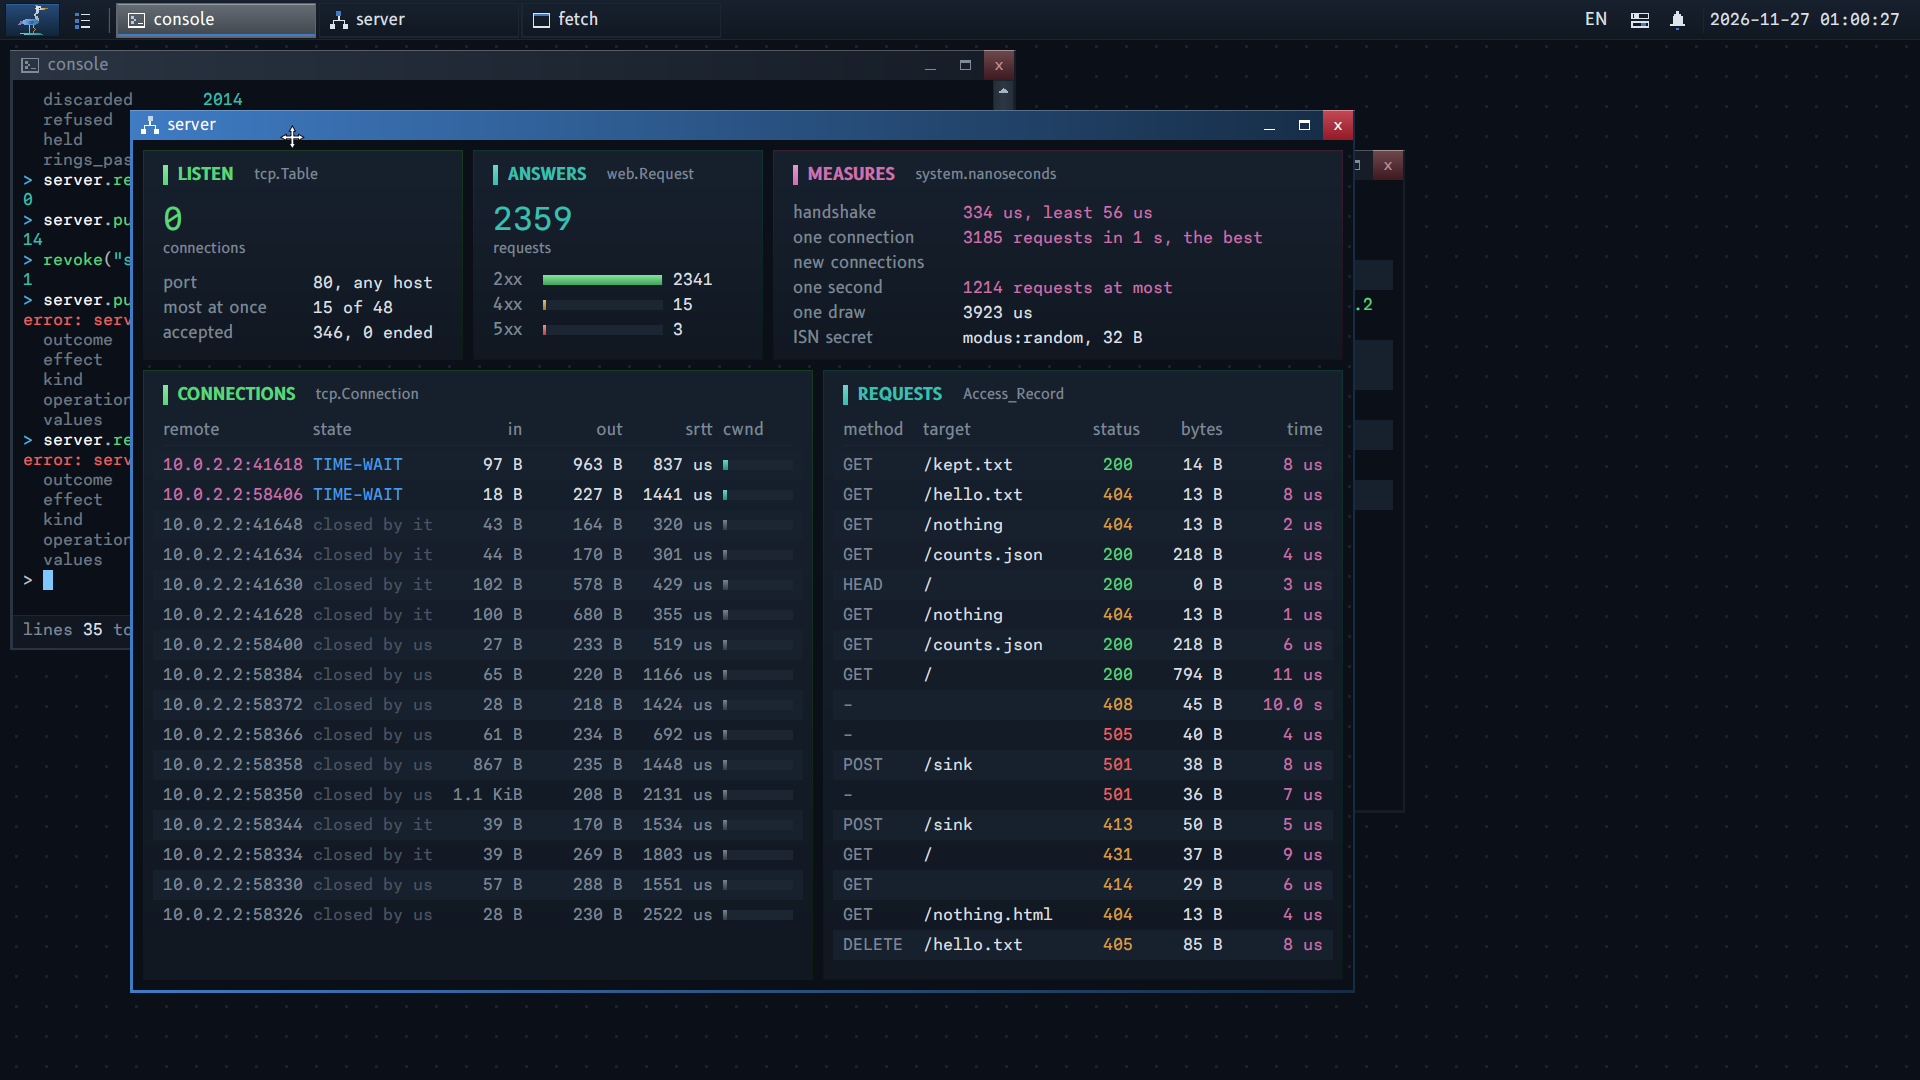 console
server
fetch
EN
2026-11-27 01:00:27
console
x
discarded 2014
refused
held
rings_pas
> server.re
0
> server.pu
14
> revoke("s
1
> server.pu
error: serv
outcome
effect
kind
operation
values
> server.re
error: serv
outcome
effect
kind
operation
values
>
lines 35 to
server
x
x
.2
LISTEN tcp.Table
0
connections
port 80, any host
most at once 15 of 48
accepted 346, 0 ended
ANSWERS web.Request
2359
requests
2xx 2341
4xx 15
5xx 3
MEASURES system.nanoseconds
handshake 334 us, least 56 us
one connection 3185 requests in 1 s, the best
new connections
one second 1214 requests at most
one draw 3923 us
ISN secret modus:random, 32 B
CONNECTIONS tcp.Connection
remote state in out srtt cwnd
10.0.2.2:41618 TIME-WAIT 97 B 963 B 837 us
10.0.2.2:58406 TIME-WAIT 18 B 227 B 1441 us
10.0.2.2:41648 closed by it 43 B 164 B 320 us
10.0.2.2:41634 closed by it 44 B 170 B 301 us
10.0.2.2:41630 closed by it 102 B 578 B 429 us
10.0.2.2:41628 closed by it 100 B 680 B 355 us
10.0.2.2:58400 closed by us 27 B 233 B 519 us
10.0.2.2:58384 closed by us 65 B 220 B 1166 us
10.0.2.2:58372 closed by us 28 B 218 B 1424 us
10.0.2.2:58366 closed by us 61 B 234 B 692 us
10.0.2.2:58358 closed by us 867 B 235 B 1448 us
10.0.2.2:58350 closed by us 1.1 KiB 208 B 2131 us
10.0.2.2:58344 closed by it 39 B 170 B 1534 us
10.0.2.2:58334 closed by it 39 B 269 B 1803 us
10.0.2.2:58330 closed by us 57 B 288 B 1551 us
10.0.2.2:58326 closed by us 28 B 230 B 2522 us
REQUESTS Access_Record
method target status bytes time
GET /kept.txt 200 14 B 8 us
GET /hello.txt 404 13 B 8 us
GET /nothing 404 13 B 2 us
GET /counts.json 200 218 B 4 us
HEAD / 200 0 B 3 us
GET /nothing 404 13 B 1 us
GET /counts.json 200 218 B 6 us
GET / 200 794 B 11 us
- 408 45 B 10.0 s
- 505 40 B 4 us
POST /sink 501 38 B 8 us
- 501 36 B 7 us
POST /sink 413 50 B 5 us
GET / 431 37 B 9 us
GET 414 29 B 6 us
GET /nothing.html 404 13 B 4 us
DELETE /hello.txt 405 85 B 8 us